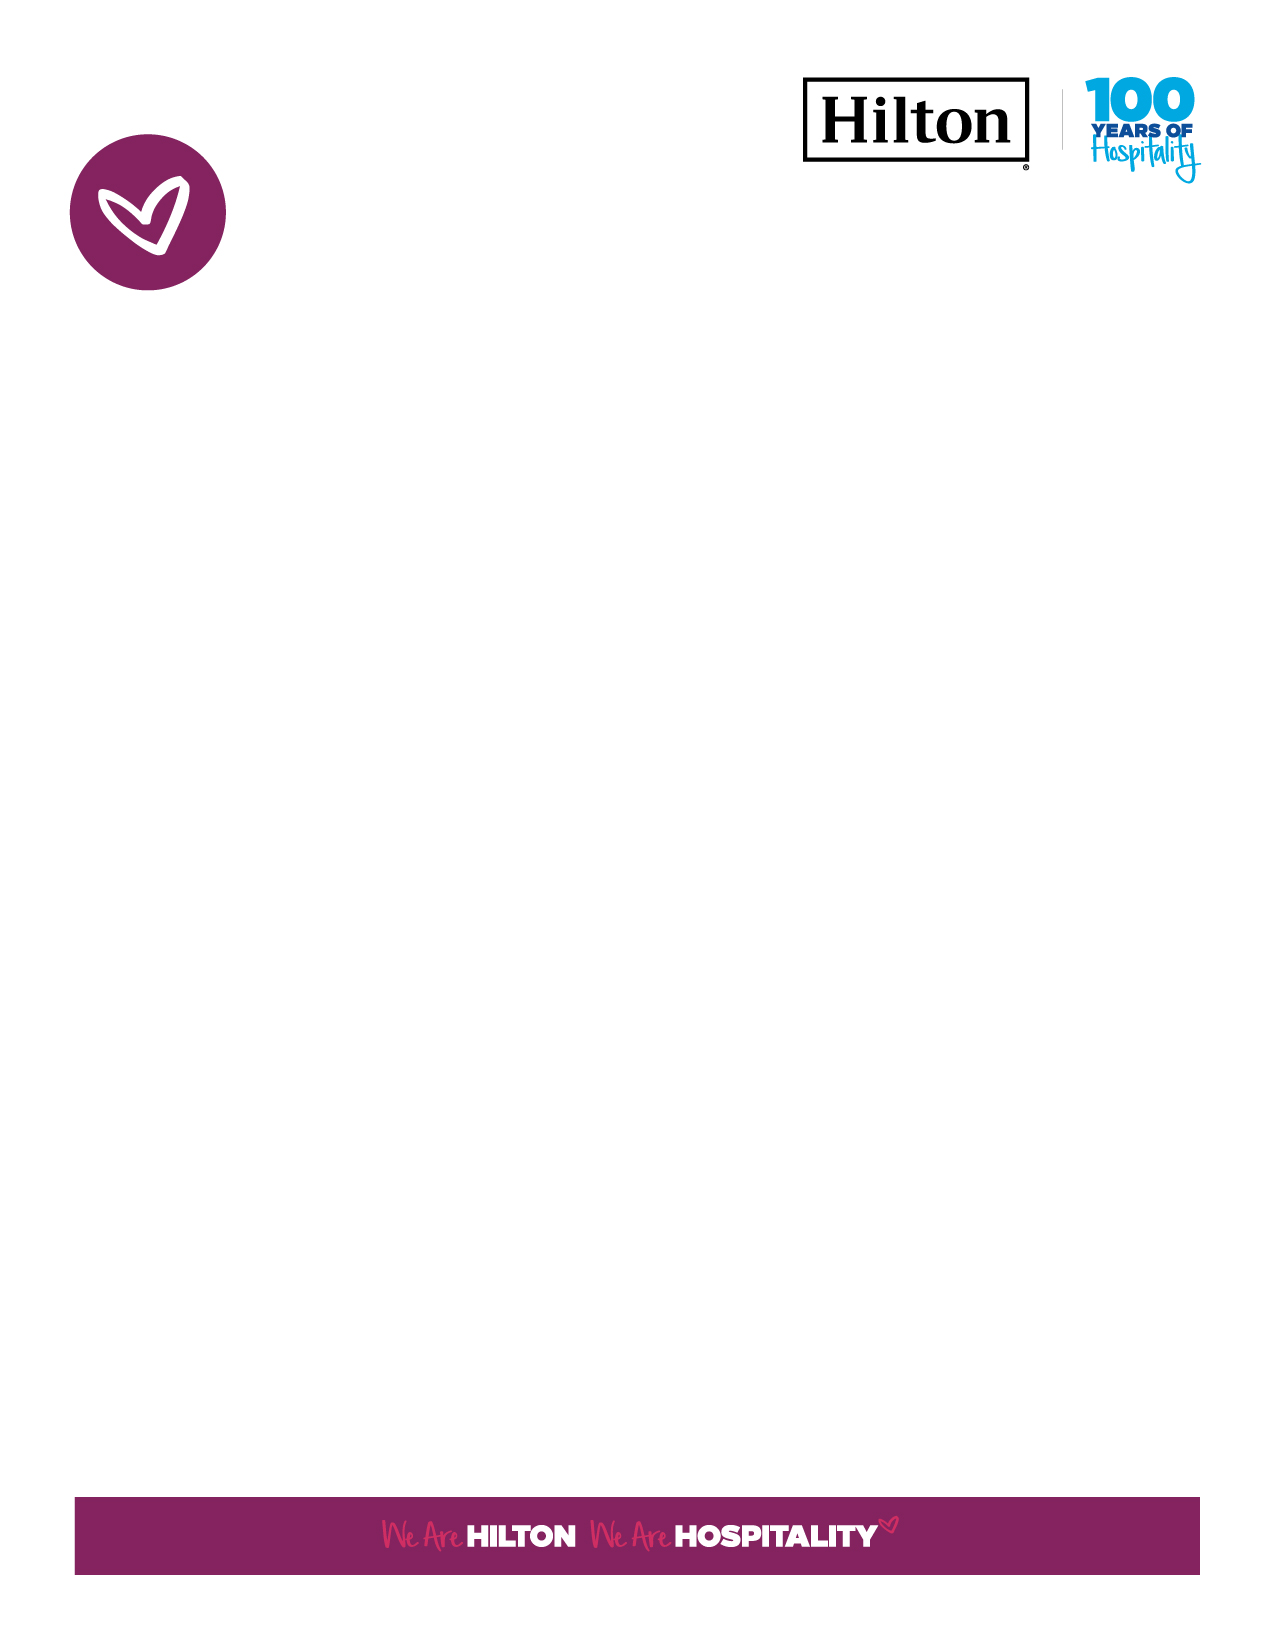 Hilton
®
100
YEARS OF
Hospitality
We Are HILTON We Are HOSPITALITY